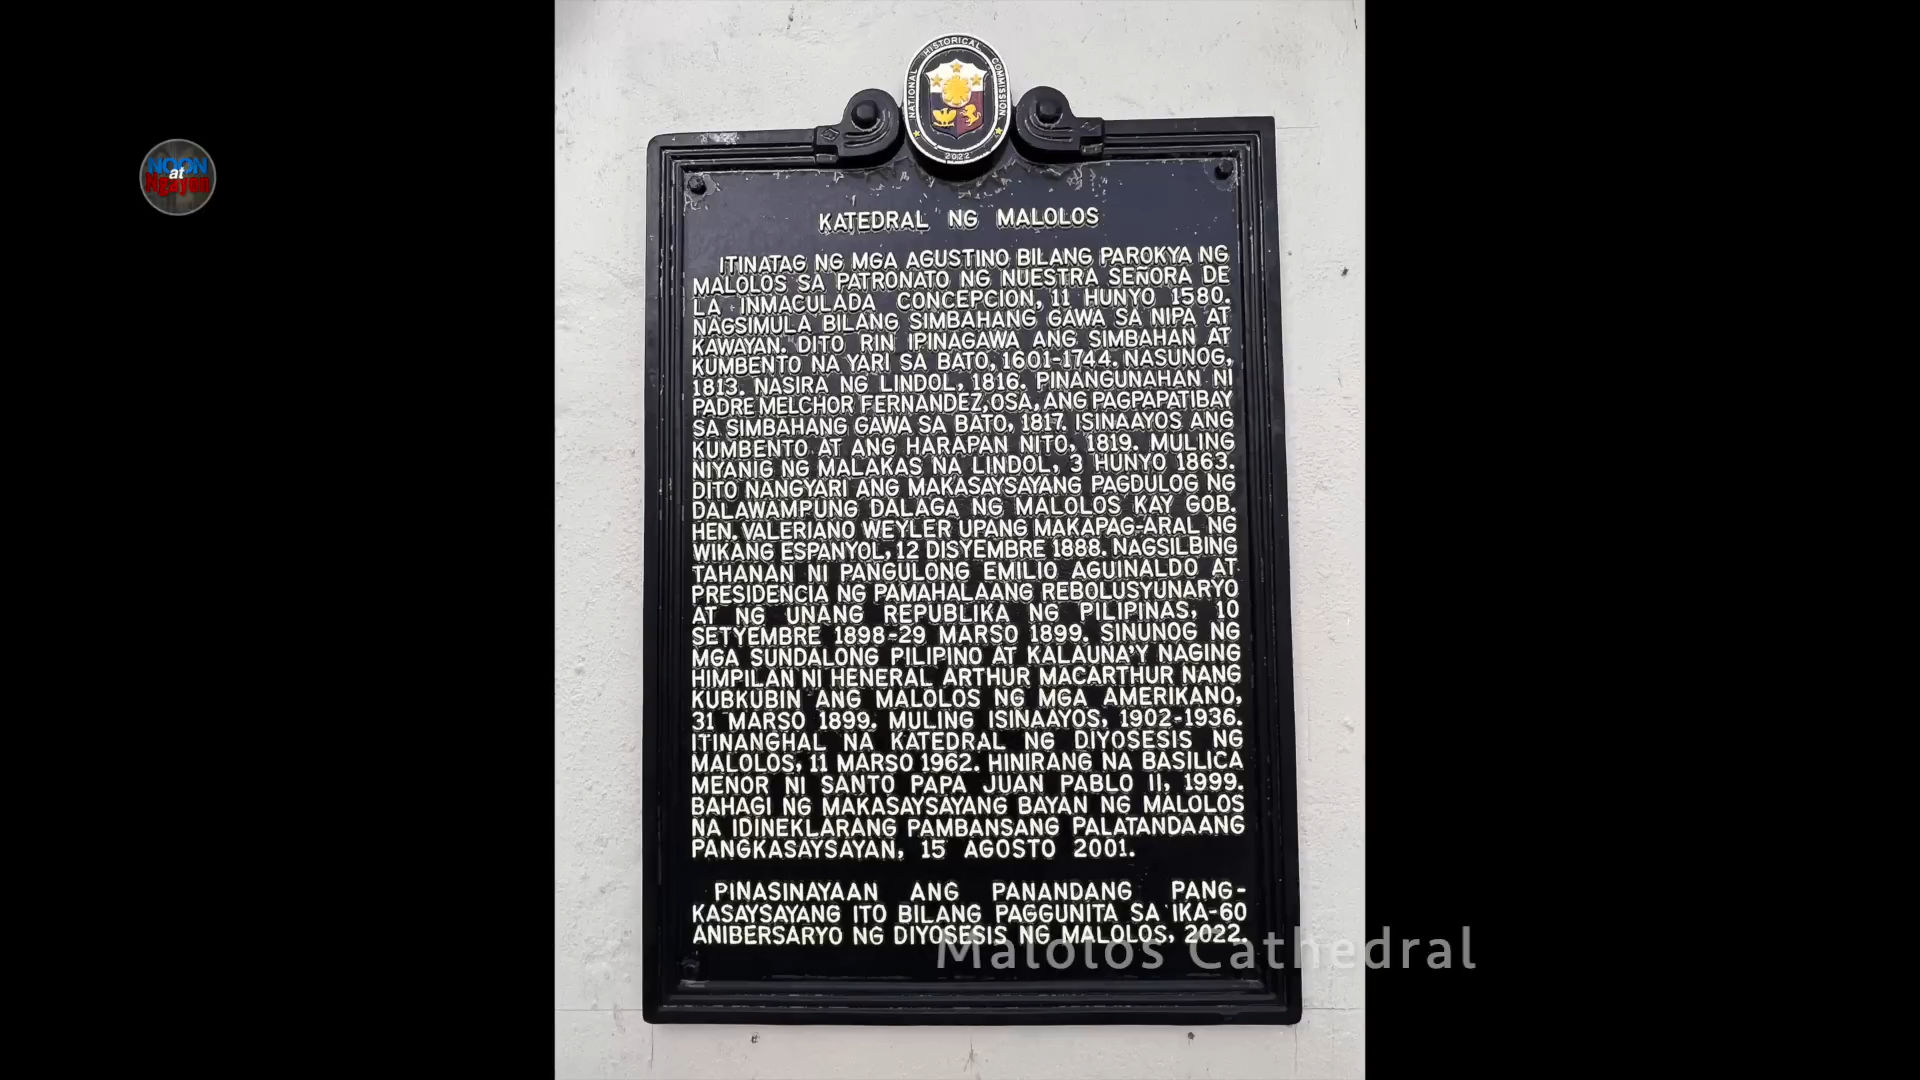 NATIONAL HISTORICAL COMMISSION
2022
NOON
at
Ngayon
KATEDRAL NG MALOLOS
ITINATAG NG MGA AGUSTINO BILANG PAROKYA NG
MALOLOS SA PATRONATO NG NUESTRA SEÑORA DE
LA INMACULADA CONCEPCION, 11 HUNYO 1580.
NAGSIMULA BILANG SIMBAHANG GAWA SA NIPA AT
KAWAYAN. DITO RIN IPINAGAWA ANG SIMBAHAN AT
KUMBENTO NA YARI SA BATO, 1601-1744. NASUNOG,
1813. NASIRA NG LINDOL, 1816. PINANGUNAHAN NI
PADRE MELCHOR FERNANDEZ, OSA, ANG PAGPAPATIBAY
SA SIMBAHANG GAWA SA BATO, 1817. ISINAAYOS ANG
KUMBENTO AT ANG HARAPAN NITO, 1819. MULING
NIYANIG NG MALAKAS NA LINDOL, 3 HUNYO 1863.
DITO NANGYARI ANG MAKASAYSAYANG PAGDULOG NG
DALAWAMPUNG DALAGA NG MALOLOS KAY GOB.
HEN. VALERIANO WEYLER UPANG MAKAPAG-ARAL NG
WIKANG ESPANYOL, 12 DISYEMBRE 1888. NAGSILBING
TAHANAN NI PANGULONG EMILIO AGUINALDO AT
PRESIDENCIA NG PAMAHALAANG REBOLUSYUNARYO
AT NG UNANG REPUBLIKA NG PILIPINAS, 10
SETYEMBRE 1898-29 MARSO 1899. SINUNOG NG
MGA SUNDALONG PILIPINO AT KALAUNA'Y NAGING
HIMPILAN NI HENERAL ARTHUR MACARTHUR NANG
KUBKUBIN ANG MALOLOS NG MGA AMERIKANO,
31 MARSO 1899. MULING ISINAAYOS, 1902-1936.
ITINANGHAL NA KATEDRAL NG DIYOSESIS NG
MALOLOS, 11 MARSO 1962. HINIRANG NA BASILICA
MENOR NI SANTO PAPA JUAN PABLO II, 1999.
BAHAGI NG MAKASAYSAYANG BAYAN NG MALOLOS
NA IDINEKLARANG PAMBANSANG PALATANDAANG
PANGKASAYSAYAN, 15 AGOSTO 2001.
PINASINAYAAN ANG PANANDANG PANG-
KASAYSAYANG ITO BILANG PAGGUNITA SA IKA-60
ANIBERSARYO NG DIYOSESIS NG MALOLOS, 2022.
Malolos Cathedral